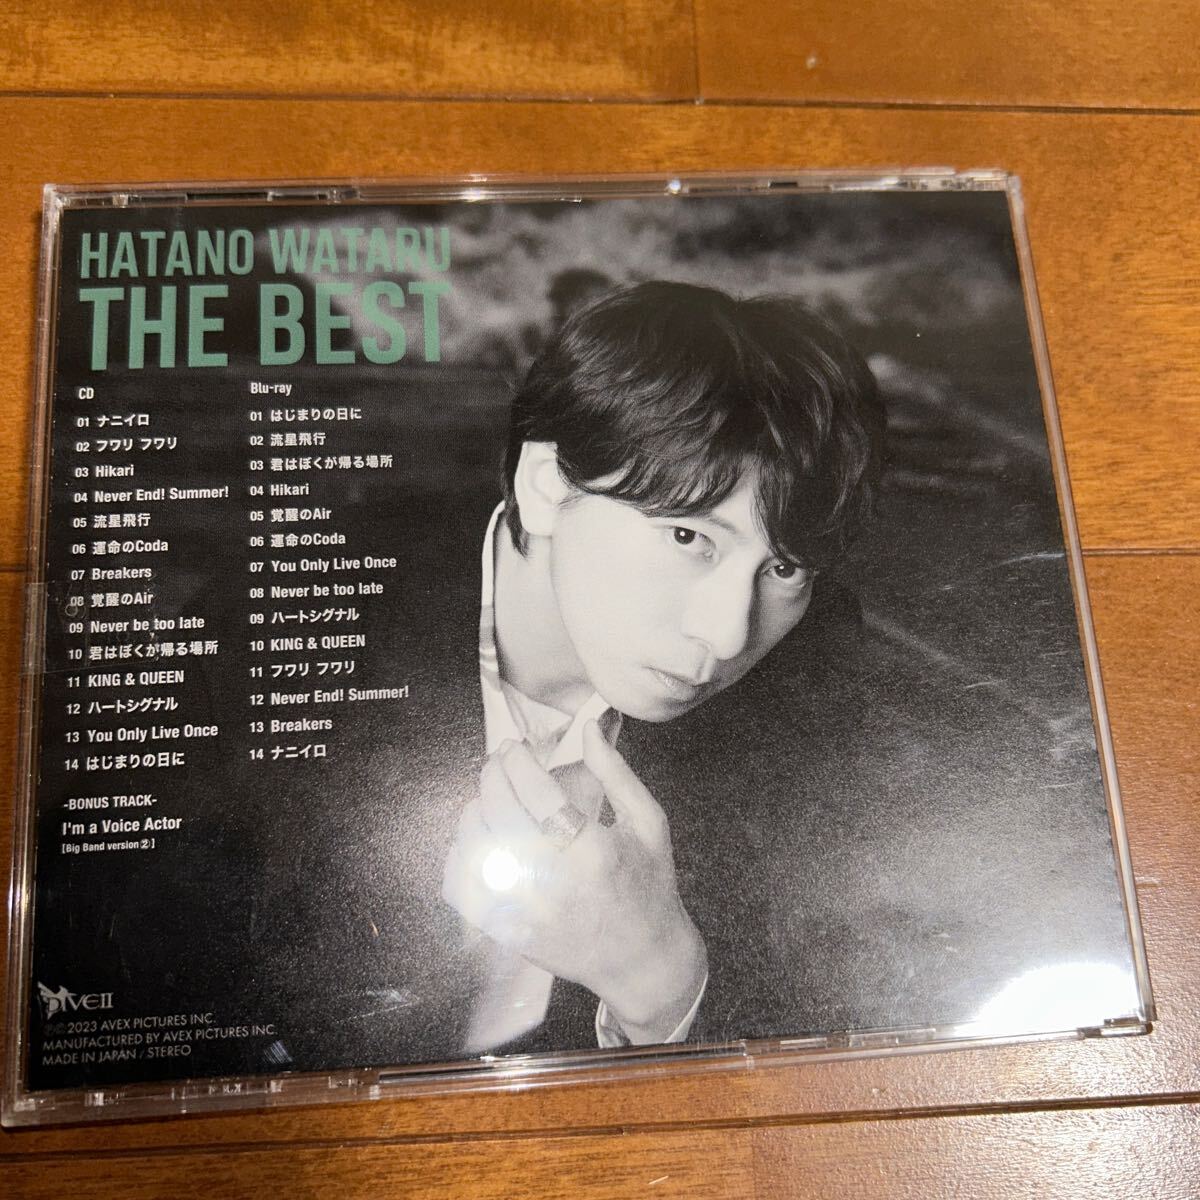 HATANO WATARU
THE BEST
CD
01 ナニイロ
02 フワリ フワリ
03 Hikari
04 Never End! Summer!
05 流星飛行
06 運命のCoda
07 Breakers
08 覚醒のAir
09 Never be too late
10 君はぼくが帰る場所
11 KING & QUEEN
12 ハートシグナル
13 You Only Live Once
14 はじまりの日に
-BONUS TRACK-
I'm a Voice Actor
[Big Band version②]
Blu-ray
01 はじまりの日に
02 流星飛行
03 君はぼくが帰る場所
04 Hikari
05 覚醒のAir
06 運命のCoda
07 You Only Live Once
08 Never be too late
09 ハートシグナル
10 KING & QUEEN
11 フワリ フワリ
12 Never End! Summer!
13 Breakers
14 ナニイロ
DIVEII
℗© 2023 AVEX PICTURES INC.
MANUFACTURED BY AVEX PICTURES INC.
MADE IN JAPAN / STEREO